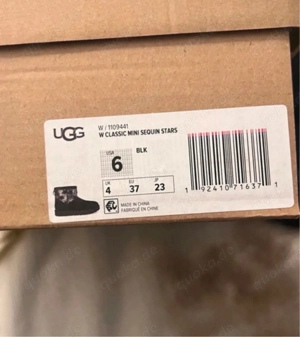 UGG
W / 1109441
W CLASSIC MINI SEQUIN STARS
USA
6
BLK
UK
4
EU
37
JP
23
MADE IN CHINA
FABRIQUÉ EN CHINE
1 92410 71637 1